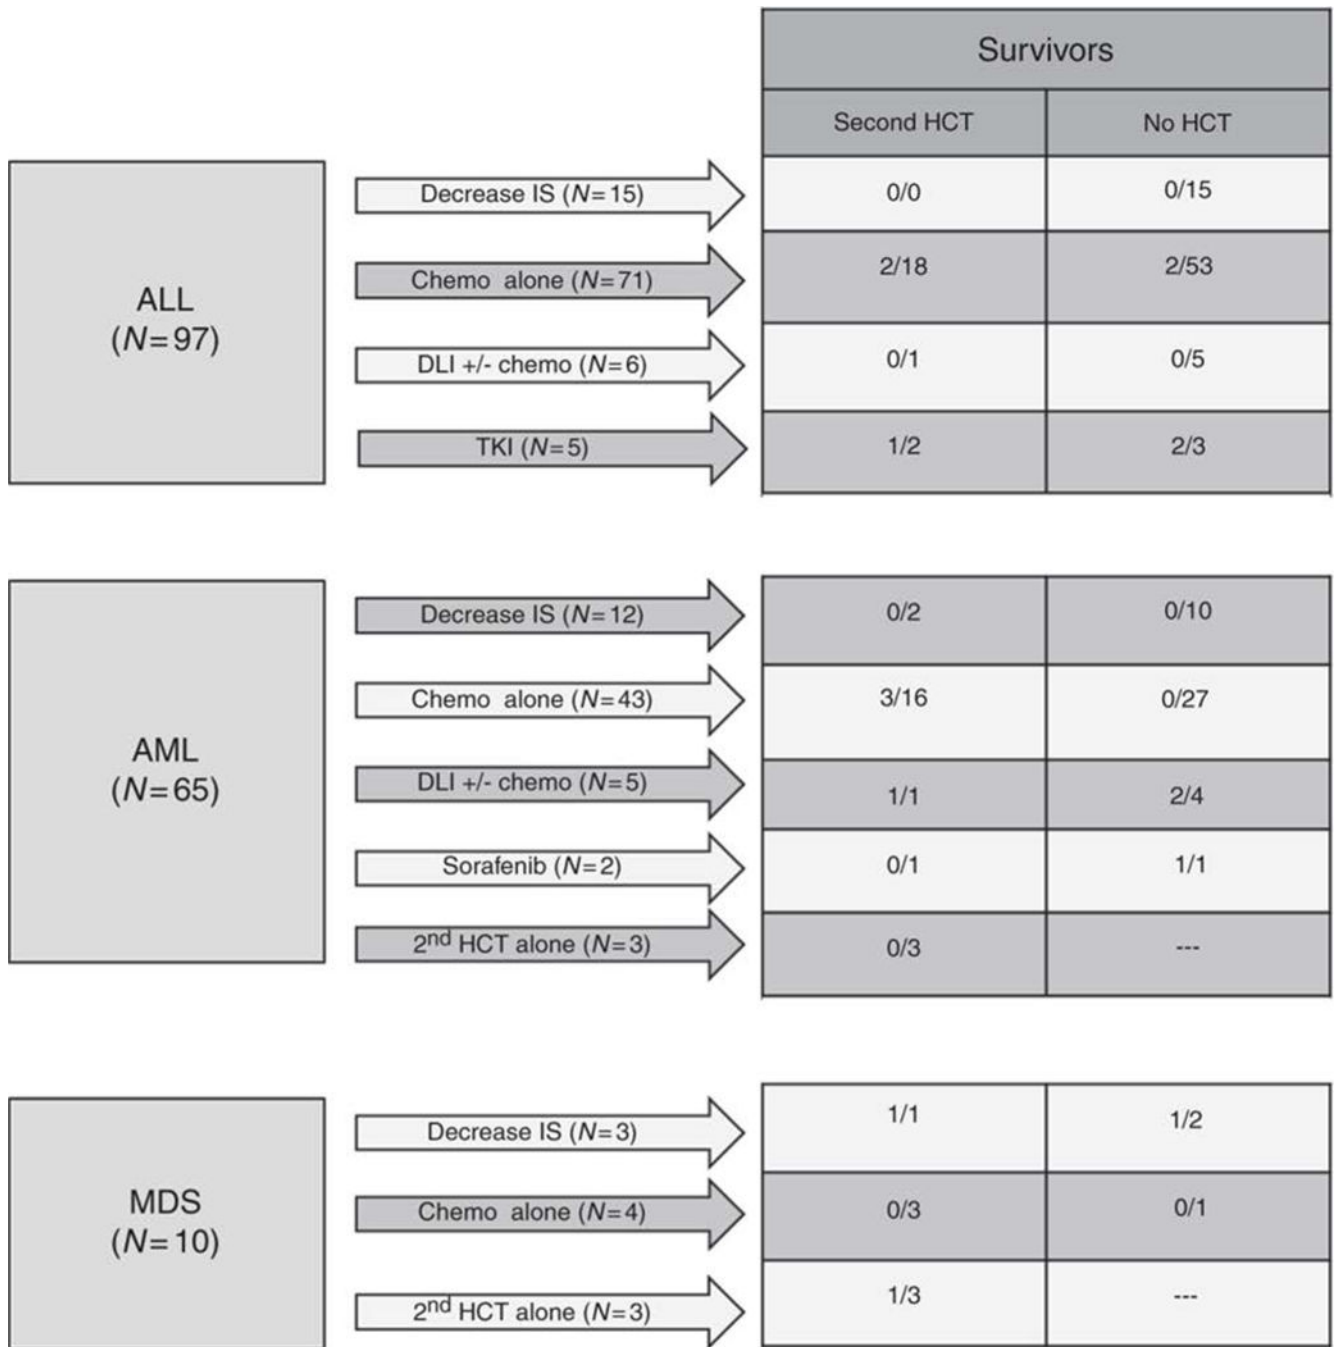 Survivors
Second HCT No HCT
ALL
(N=97)
Decrease IS (N=15) 0/0 0/15
Chemo alone (N=71) 2/18 2/53
DLI +/- chemo (N=6) 0/1 0/5
TKI (N=5) 1/2 2/3
AML
(N=65)
Decrease IS (N=12) 0/2 0/10
Chemo alone (N=43) 3/16 0/27
DLI +/- chemo (N=5) 1/1 2/4
Sorafenib (N=2) 0/1 1/1
2nd HCT alone (N=3) 0/3 ---
MDS
(N=10)
Decrease IS (N=3) 1/1 1/2
Chemo alone (N=4) 0/3 0/1
2nd HCT alone (N=3) 1/3 ---